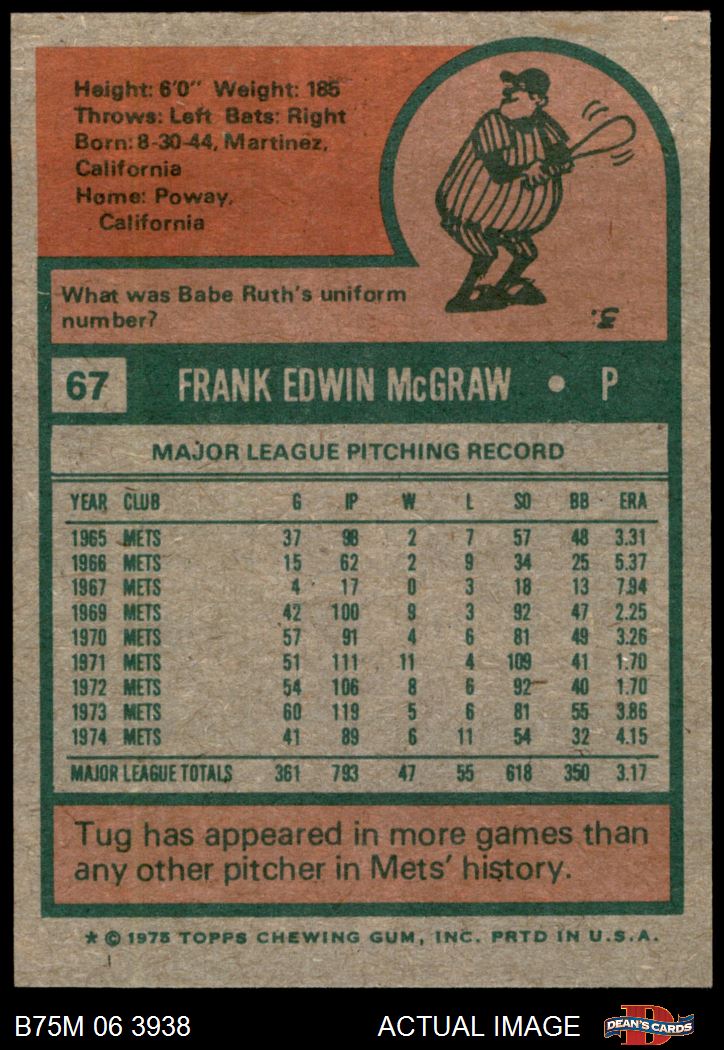 Height: 6'0" Weight: 185
Throws: Left Bats: Right
Born: 8-30-44, Martinez,
California
Home: Poway,
California
What was Babe Ruth's uniform
number?
3.
67 FRANK EDWIN McGRAW • P
MAJOR LEAGUE PITCHING RECORD
YEAR CLUB G IP W L SO BB ERA
1965 METS 37 98 2 7 57 48 3.31
1966 METS 15 62 2 9 34 25 5.37
1967 METS 4 17 0 3 18 13 7.94
1969 METS 42 100 9 3 92 47 2.25
1970 METS 57 91 4 6 81 49 3.26
1971 METS 51 111 11 4 109 41 1.70
1972 METS 54 106 8 6 92 40 1.70
1973 METS 60 119 5 6 81 55 3.86
1974 METS 41 89 6 11 54 32 4.15
MAJOR LEAGUE TOTALS 361 793 47 55 618 350 3.17
Tug has appeared in more games than
any other pitcher in Mets' history.
* © 1975 TOPPS CHEWING GUM, INC. PRTD IN U.S.A.
B75M 06 3938 ACTUAL IMAGE DEAN'S CARDS